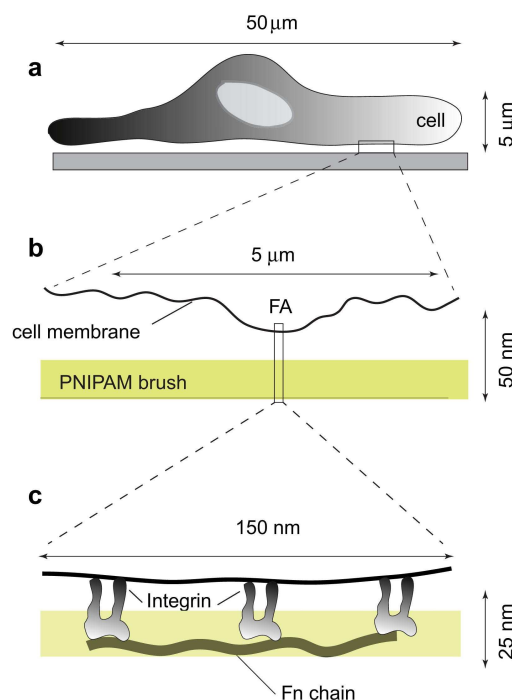 50 μm
a
cell
5 μm
b
5 μm
FA
cell membrane
PNIPAM brush
50 nm
c
150 nm
Integrin
Fn chain
25 nm